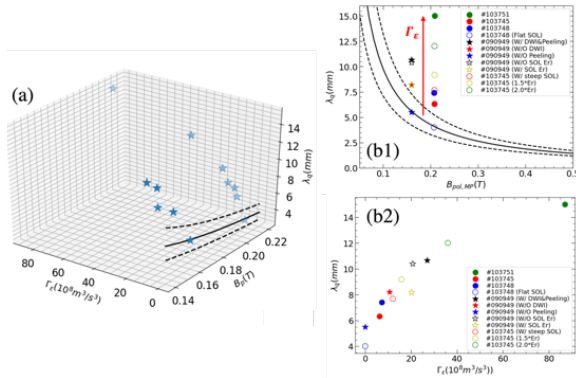 (a)
14
12
10
8
6
4
λq(mm)
80
60
40
20
0
Γε(10⁸m³/s³)
0.14
0.16
0.18
0.20
0.22
Bp(T)
15.0
12.5
10.0
7.5
5.0
2.5
0.0
λq(mm)
Γε
#103751
#103745
#103748
#103748 (Flat SOL)
#090949 (W/ DWI&Peeling)
#090949 (W/O DWI)
#090949 (W/O Peeling)
#090949 (W/O SOL Er)
#090949 (W/ SOL Er)
#103745 (W/ steep SOL)
#103745 (1.5*Er)
#103745 (2.0*Er)
(b1)
0.1 0.2 0.3 0.4 0.5
Bpol,MP(T)
16
14
12
10
8
6
4
λq(mm)
#103751
#103745
#103748
#103748 (Flat SOL)
#090949 (W/ DWI&Peeling)
#090949 (W/O DWI)
#090949 (W/O Peeling)
#090949 (W/O SOL Er)
#090949 (W/ SOL Er)
#103745 (W/ steep SOL)
#103745 (1.5*Er)
#103745 (2.0*Er)
(b2)
0 20 40 60 80
Γε(10⁸m³/s³))